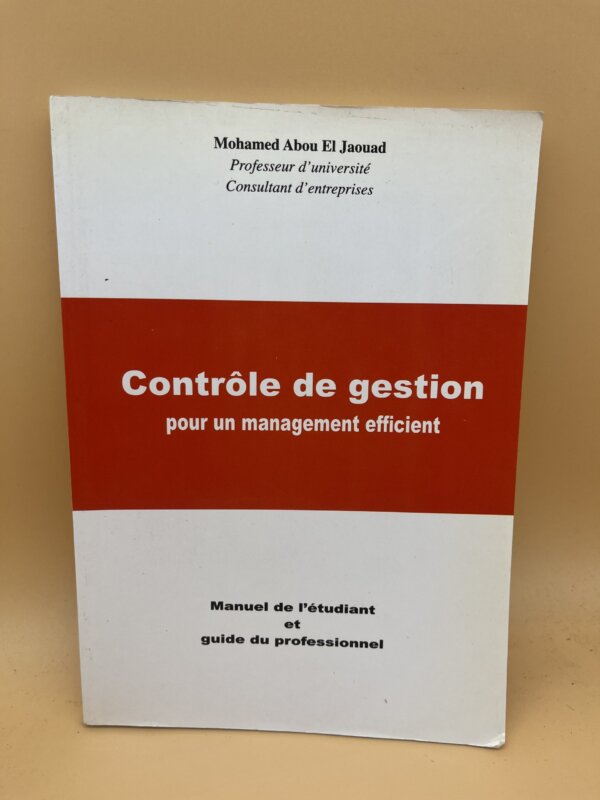 Mohamed Abou El Jaouad
Professeur d'université
Consultant d'entreprises
Contrôle de gestion
pour un management efficient
Manuel de l'étudiant
et
guide du professionnel